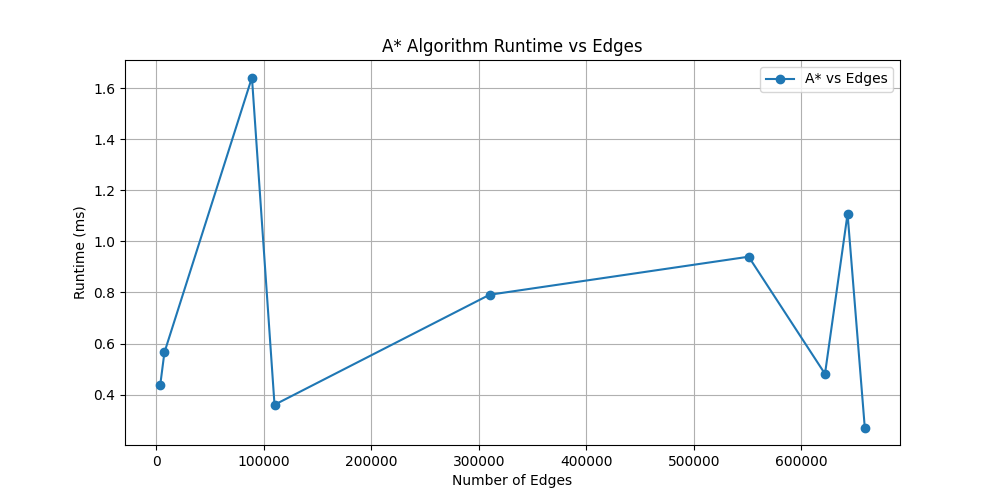 A* Algorithm Runtime vs Edges
A* vs Edges
Runtime (ms)
1.6
1.4
1.2
1.0
0.8
0.6
0.4
0 100000 200000 300000 400000 500000 600000
Number of Edges